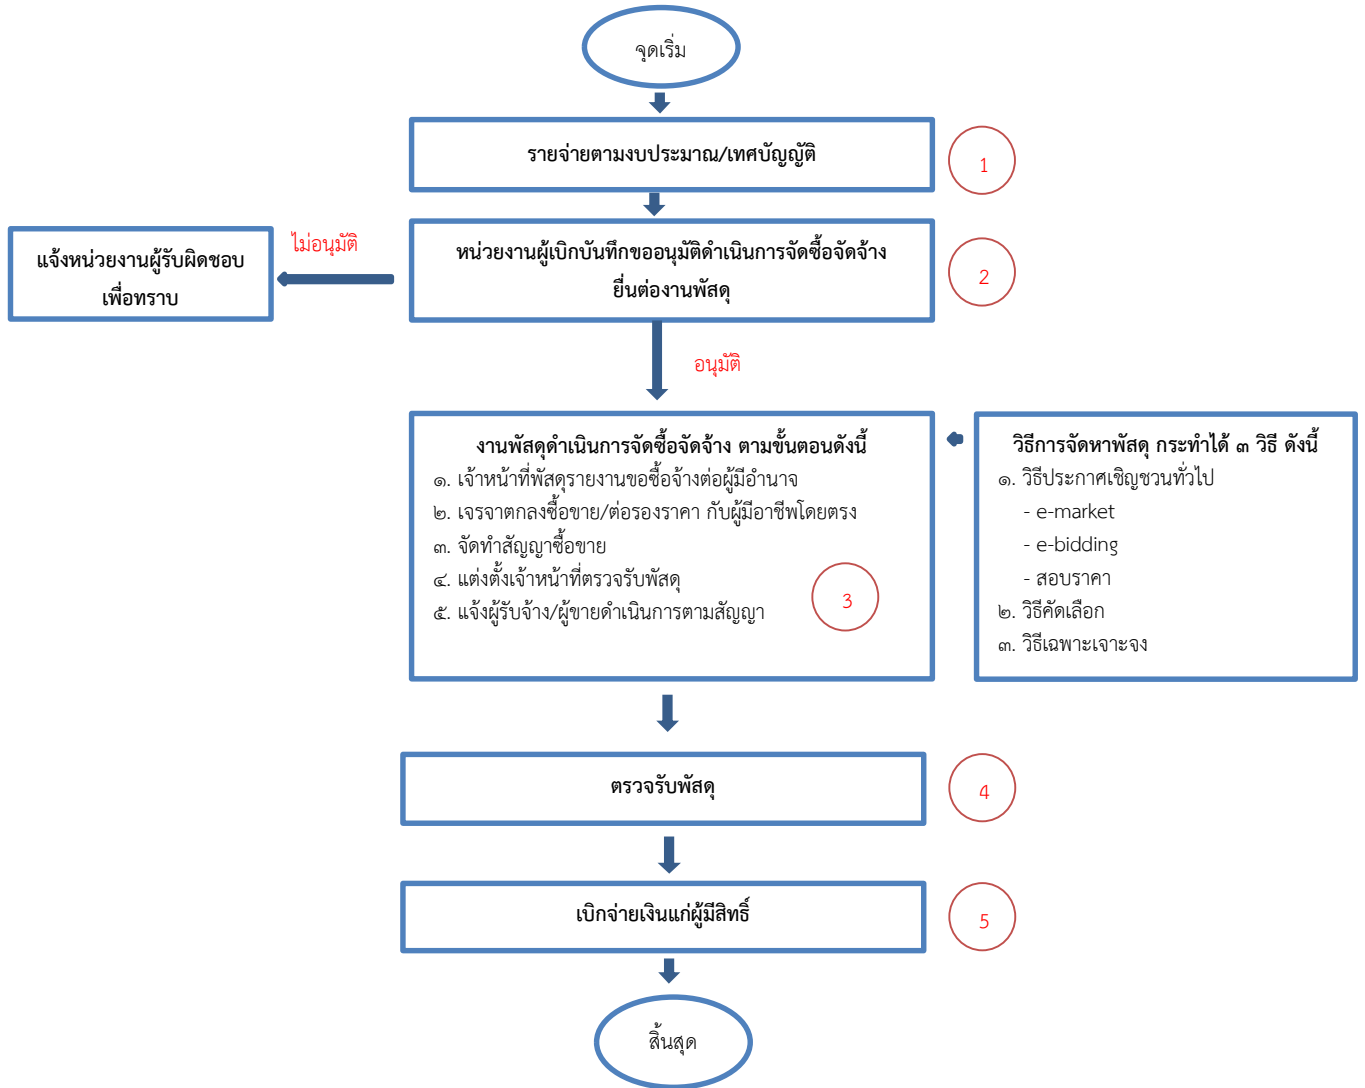 จุดเริ่ม
รายจ่ายตามงบประมาณ/เทศบัญญัติ
1
หน่วยงานผู้เบิกบันทึกขออนุมัติดำเนินการจัดซื้อจัดจ้าง
ยื่นต่องานพัสดุ
2
ไม่อนุมัติ
แจ้งหน่วยงานผู้รับผิดชอบ
เพื่อทราบ
อนุมัติ
งานพัสดุดำเนินการจัดซื้อจัดจ้าง ตามขั้นตอนดังนี้
๑. เจ้าหน้าที่พัสดุรายงานขอซื้อจ้างต่อผู้มีอำนาจ
๒. เจรจาตกลงซื้อขาย/ต่อรองราคา กับผู้มีอาชีพโดยตรง
๓. จัดทำสัญญาซื้อขาย
๔. แต่งตั้งเจ้าหน้าที่ตรวจรับพัสดุ
๕. แจ้งผู้รับจ้าง/ผู้ขายดำเนินการตามสัญญา
3
วิธีการจัดหาพัสดุ กระทำได้ ๓ วิธี ดังนี้
๑. วิธีประกาศเชิญชวนทั่วไป
- e-market
- e-bidding
- สอบราคา
๒. วิธีคัดเลือก
๓. วิธีเฉพาะเจาะจง
ตรวจรับพัสดุ
4
เบิกจ่ายเงินแก่ผู้มีสิทธิ์
5
สิ้นสุด